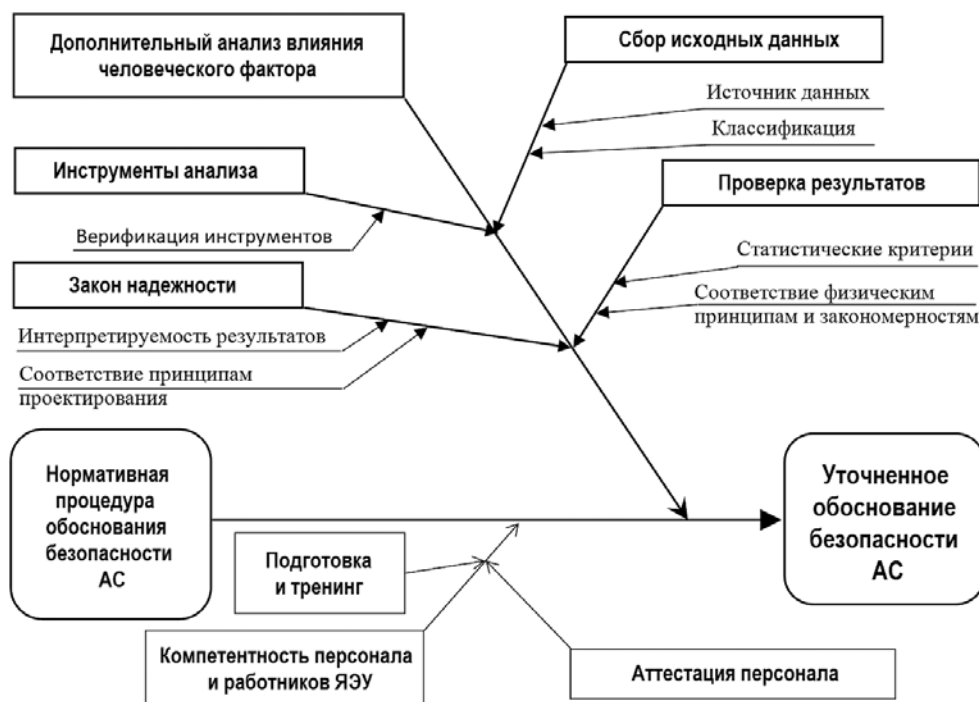 Дополнительный анализ влияния
человеческого фактора
Сбор исходных данных
Источник данных
Классификация
Инструменты анализа
Верификация инструментов
Проверка результатов
Статистические критерии
Соответствие физическим
принципам и закономерностям
Закон надежности
Интерпретируемость результатов
Соответствие принципам
проектирования
Нормативная
процедура
обоснования
безопасности
АС
Уточненное
обоснование
безопасности
АС
Подготовка
и тренинг
Компетентность персонала
и работников ЯЭУ
Аттестация персонала